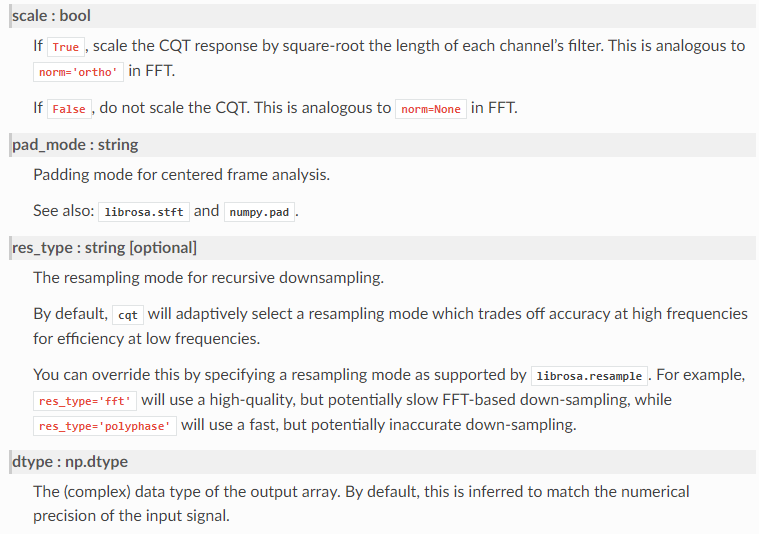 scale : bool
If True, scale the CQT response by square-root the length of each channel's filter. This is analogous to
norm='ortho' in FFT.
If False, do not scale the CQT. This is analogous to norm=None in FFT.
pad_mode : string
Padding mode for centered frame analysis.
See also: librosa.stft and numpy.pad.
res_type : string [optional]
The resampling mode for recursive downsampling.
By default, cqt will adaptively select a resampling mode which trades off accuracy at high frequencies
for efficiency at low frequencies.
You can override this by specifying a resampling mode as supported by librosa.resample. For example,
res_type='fft' will use a high-quality, but potentially slow FFT-based down-sampling, while
res_type='polyphase' will use a fast, but potentially inaccurate down-sampling.
dtype : np.dtype
The (complex) data type of the output array. By default, this is inferred to match the numerical
precision of the input signal.